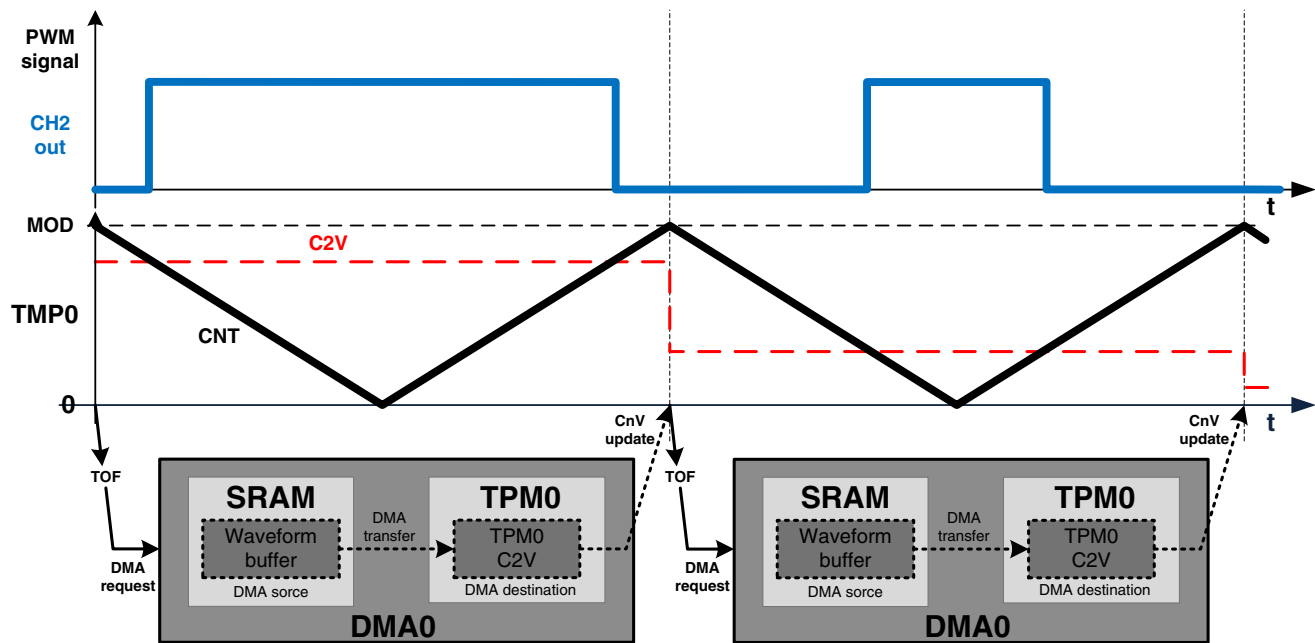 PWM
signal
CH2
out
t
MOD
C2V
TMP0
CNT
0
t
CnV
update
CnV
update
TOF
TOF
SRAM
TPM0
Waveform
buffer
DMA
transfer
TPM0
C2V
DMA sorce
DMA destination
DMA
request
DMA0
SRAM
TPM0
Waveform
buffer
DMA
transfer
TPM0
C2V
DMA sorce
DMA destination
DMA
request
DMA0